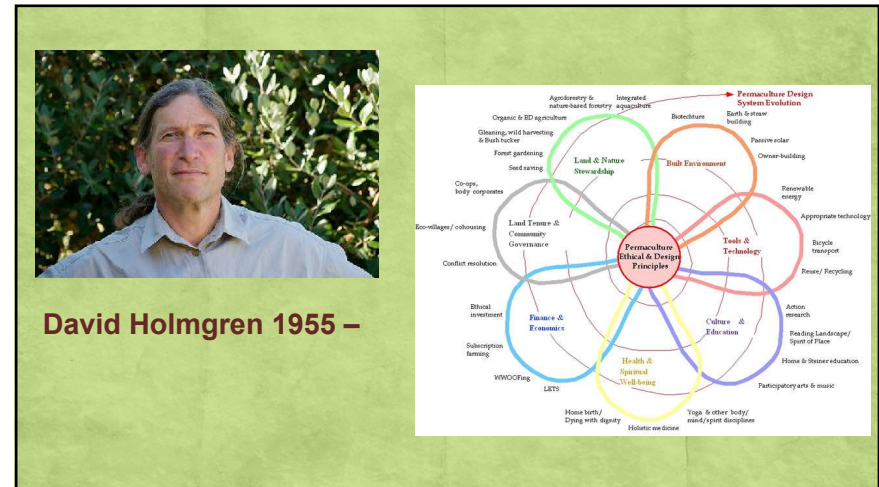 David Holmgren 1955 –
Permaculture Design
System Evolution
Agroforestry &
nature-based forestry
Integrated
aquaculture
Organic & BD agriculture
Gleaning, wild harvesting
& Bush tucker
Forest gardening
Seed saving
Land & Nature
Stewardship
Biotechture
Earth & straw
building
Passive solar
Owner-building
Built Environment
Renewable
energy
Appropriate technology
Bicycle
transport
Reuse/ Recycling
Tools &
Technology
Co-ops,
body corporates
Eco-villages/ cohousing
Conflict resolution
Land Tenure &
Community
Governance
Permaculture
Ethical & Design
Principles
Ethical
investment
Subscription
farming
WWOOFing
LETS
Finance &
Economics
Action
research
Reading Landscape/
Spirit of Place
Home & Steiner education
Participatory arts & music
Culture &
Education
Health &
Spiritual
Well-being
Home birth/
Dying with dignity
Holistic medicine
Yoga & other body/
mind/spirit disciplines